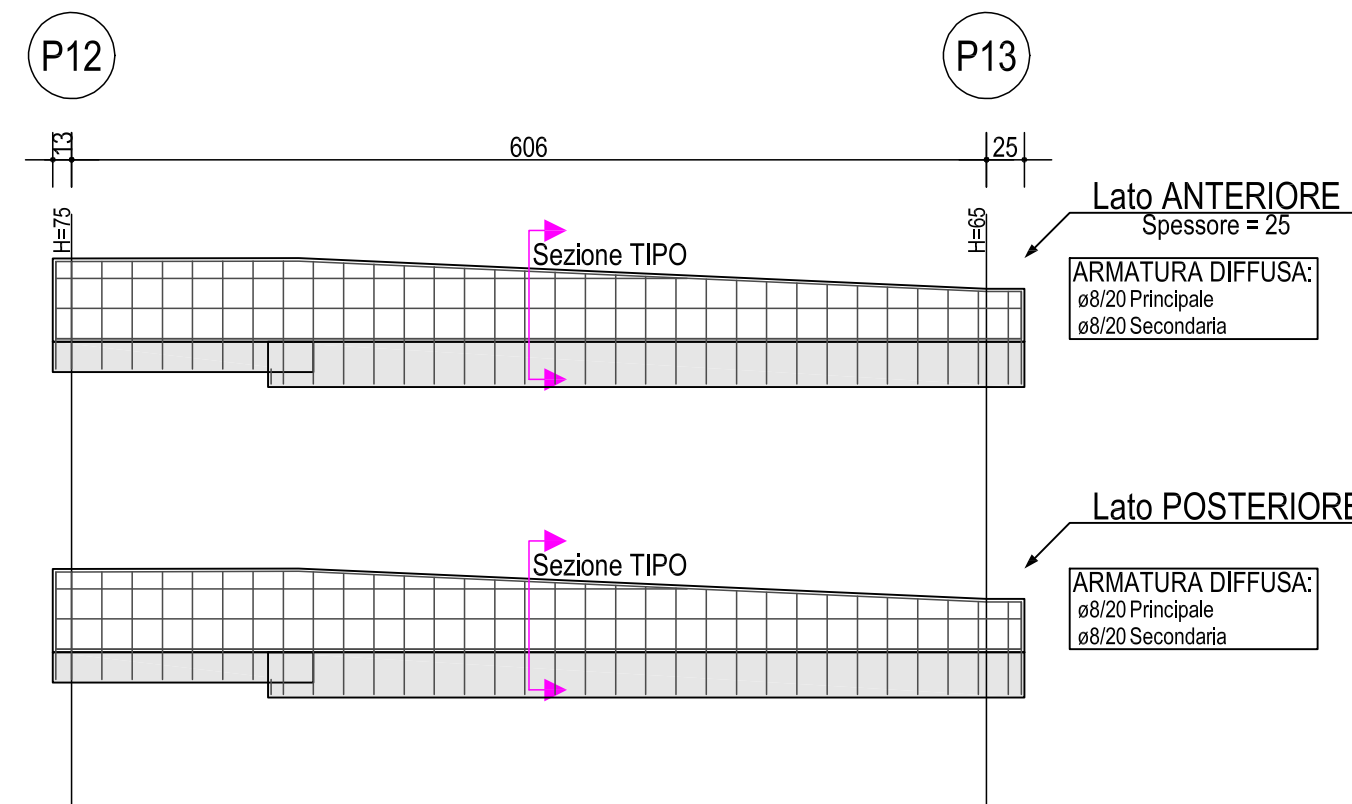 P12
P13
13
606
25
H=75
H=65
Lato ANTERIORE
Spessore = 25
Sezione TIPO
ARMATURA DIFFUSA:
ø8/20 Principale
ø8/20 Secondaria
Lato POSTERIORE
Sezione TIPO
ARMATURA DIFFUSA:
ø8/20 Principale
ø8/20 Secondaria